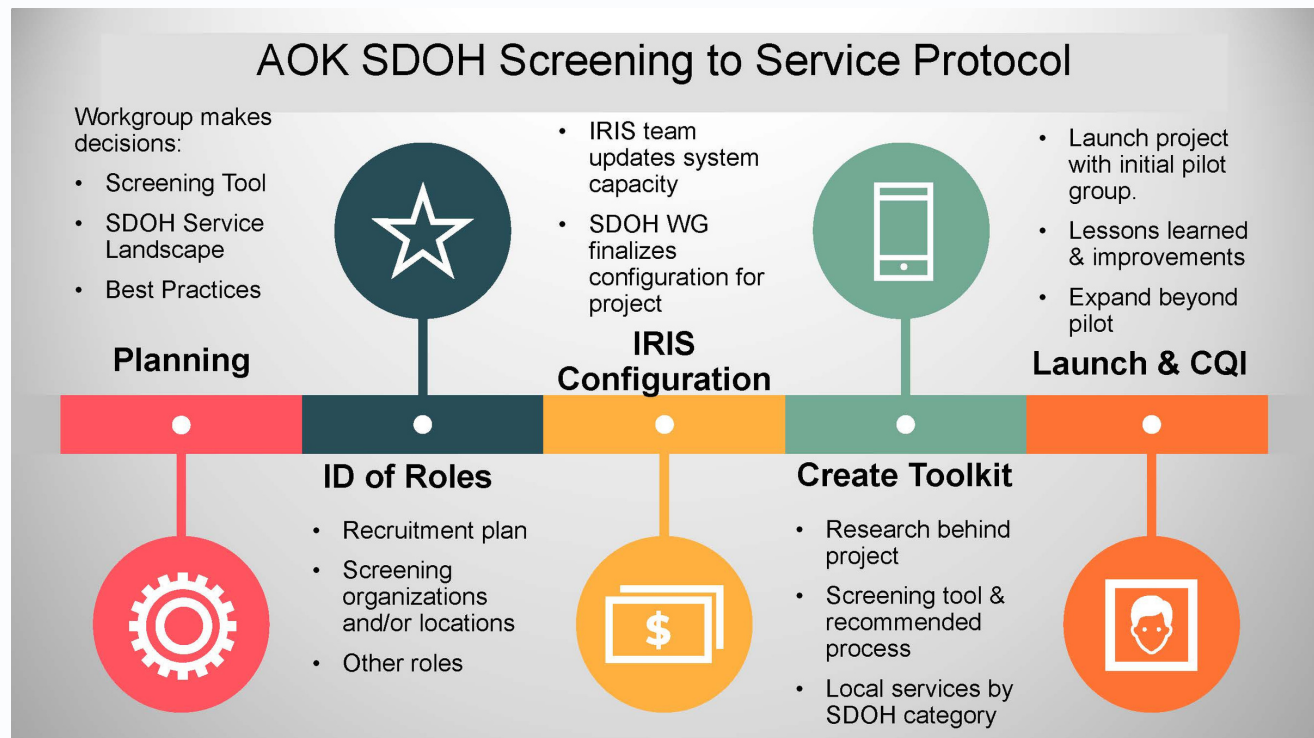 AOK SDOH Screening to Service Protocol
Workgroup makes
decisions:
• Screening Tool
• SDOH Service
Landscape
• Best Practices
Planning
ID of Roles
• Recruitment plan
• Screening
organizations
and/or locations
• Other roles
• IRIS team
updates system
capacity
• SDOH WG
finalizes
configuration for
project
IRIS
Configuration
$
Create Toolkit
• Research behind
project
• Screening tool &
recommended
process
• Local services by
SDOH category
• Launch project
with initial pilot
group.
• Lessons learned
& improvements
• Expand beyond
pilot
Launch & CQI